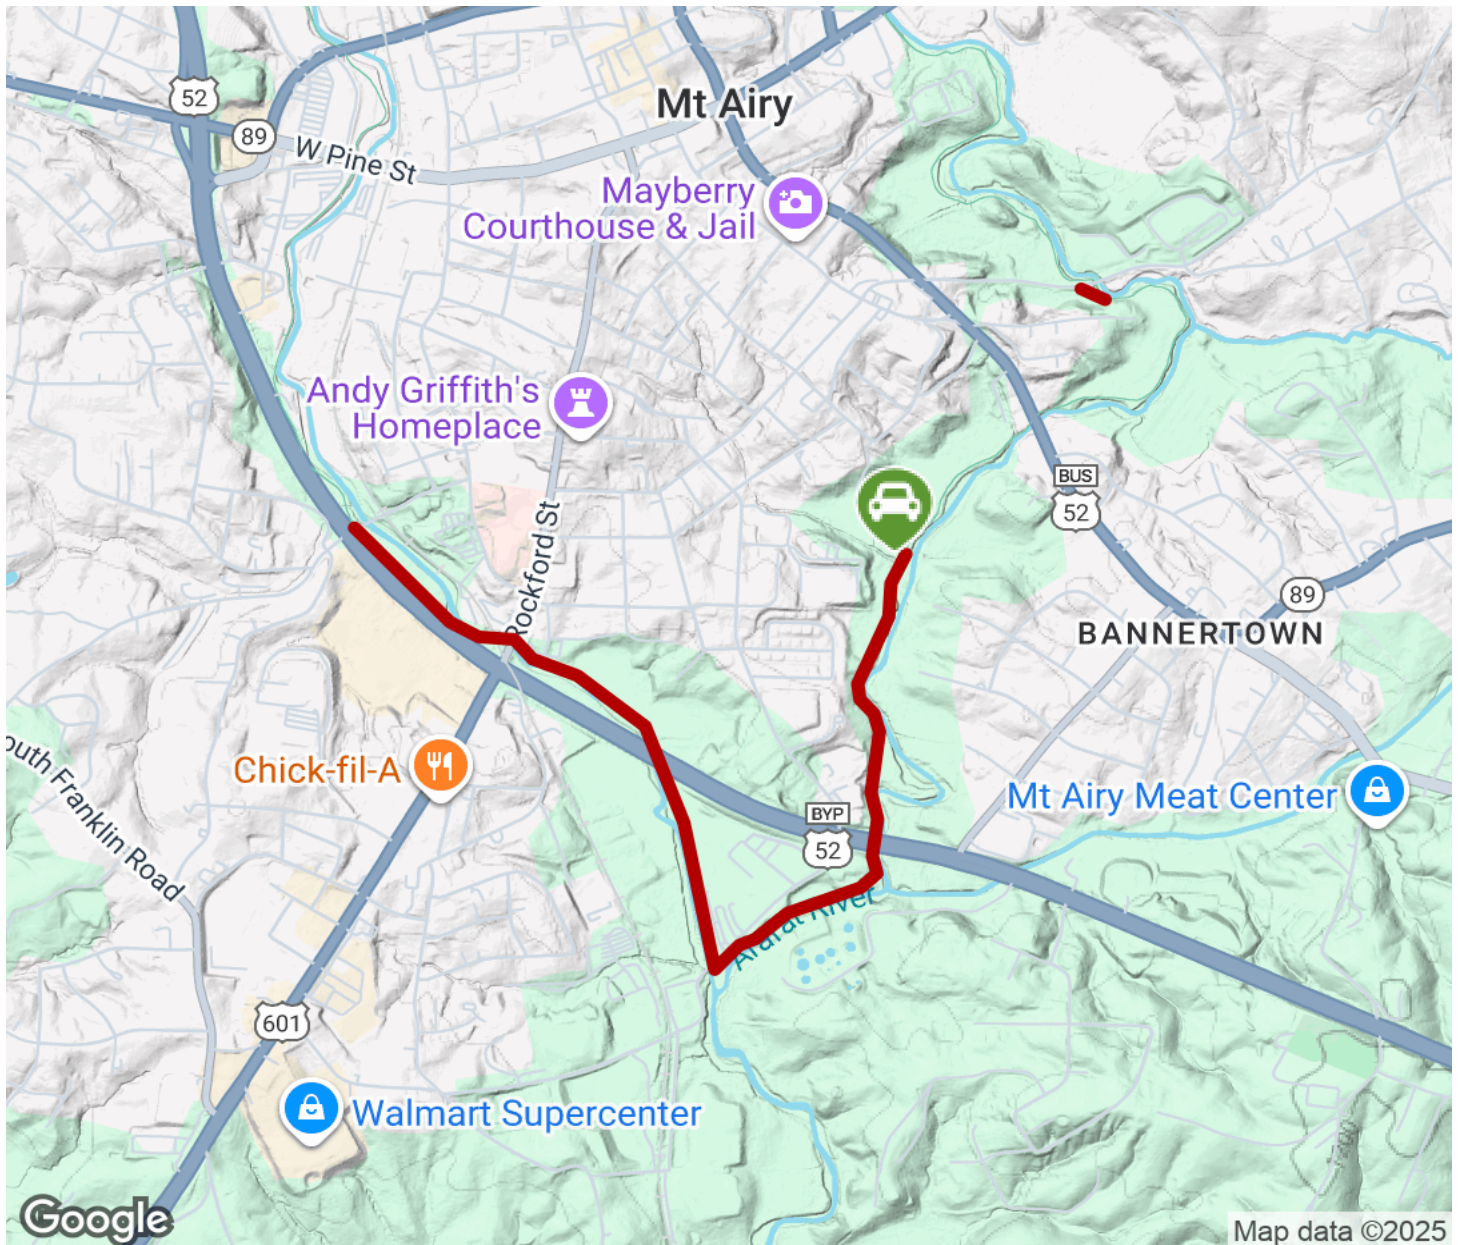 52
89
W Pine St
Mt Airy
Mayberry
Courthouse & Jail
Andy Griffith's
Homeplace
BUS
52
Rockford St
89
BANNERTOWN
Chick-fil-A
outh Franklin Road
Mt Airy Meat Center
BYP
52
Ararat River
601
Walmart Supercenter
Google
Map data ©2025